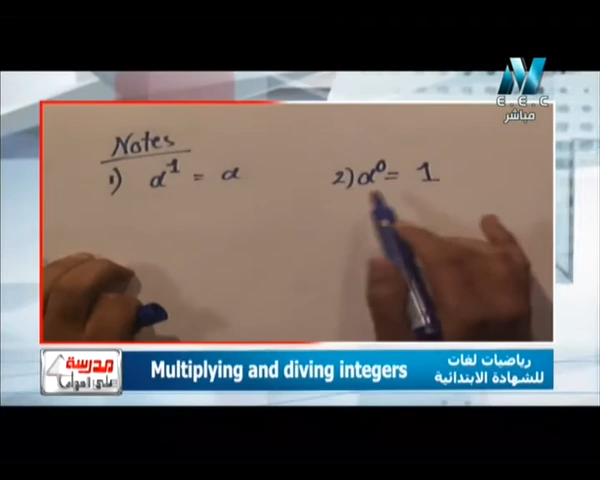 E.E.C
مباشر
Notes
1) a¹ = a
2) a⁰ = 1
مدرسة
على الهواء
Multiplying and diving integers
رياضيات لغات
للشهادة الابتدائية